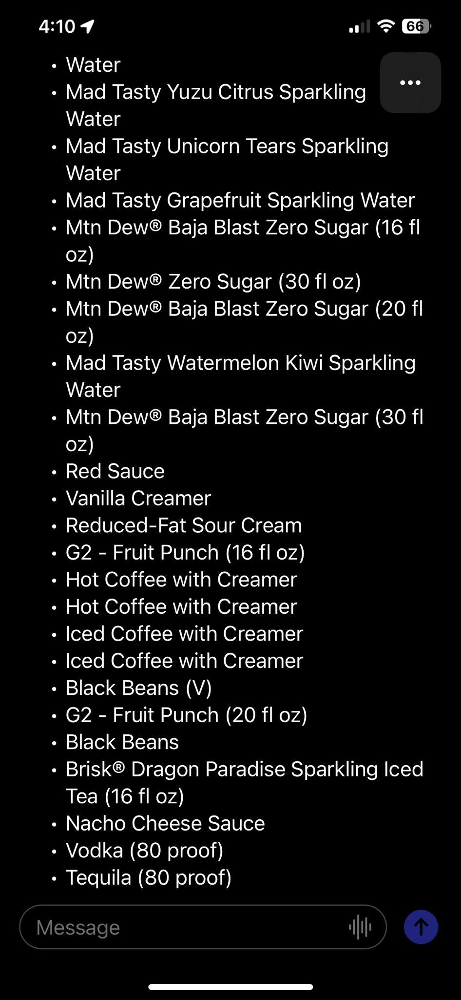 4:10
66
• Water
• Mad Tasty Yuzu Citrus Sparkling
Water
• Mad Tasty Unicorn Tears Sparkling
Water
• Mad Tasty Grapefruit Sparkling Water
• Mtn Dew® Baja Blast Zero Sugar (16 fl
oz)
• Mtn Dew® Zero Sugar (30 fl oz)
• Mtn Dew® Baja Blast Zero Sugar (20 fl
oz)
• Mad Tasty Watermelon Kiwi Sparkling
Water
• Mtn Dew® Baja Blast Zero Sugar (30 fl
oz)
• Red Sauce
• Vanilla Creamer
• Reduced-Fat Sour Cream
• G2 - Fruit Punch (16 fl oz)
• Hot Coffee with Creamer
• Hot Coffee with Creamer
• Iced Coffee with Creamer
• Iced Coffee with Creamer
• Black Beans (V)
• G2 - Fruit Punch (20 fl oz)
• Black Beans
• Brisk® Dragon Paradise Sparkling Iced
Tea (16 fl oz)
• Nacho Cheese Sauce
• Vodka (80 proof)
• Tequila (80 proof)
Message